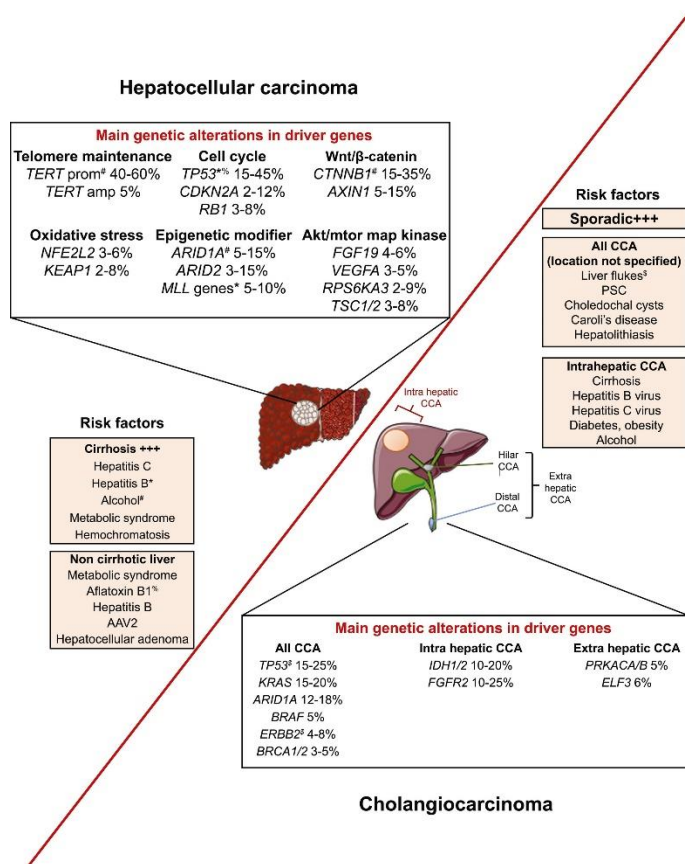 Hepatocellular carcinoma
Main genetic alterations in driver genes
Telomere maintenance
TERT prom# 40-60%
TERT amp 5%
Cell cycle
TP53*% 15-45%
CDKN2A 2-12%
RB1 3-8%
Wnt/β-catenin
CTNNB1# 15-35%
AXIN1 5-15%
Oxidative stress
NFE2L2 3-6%
KEAP1 2-8%
Epigenetic modifier
ARID1A# 5-15%
ARID2 3-15%
MLL genes* 5-10%
Akt/mtor map kinase
FGF19 4-6%
VEGFA 3-5%
RPS6KA3 2-9%
TSC1/2 3-8%
Risk factors
Cirrhosis +++
Hepatitis C
Hepatitis B*
Alcohol#
Metabolic syndrome
Hemochromatosis
Non cirrhotic liver
Metabolic syndrome
Aflatoxin B1%
Hepatitis B
AAV2
Hepatocellular adenoma
Risk factors
Sporadic+++
All CCA
(location not specified)
Liver flukes$
PSC
Choledochal cysts
Caroli's disease
Hepatolithiasis
Intrahepatic CCA
Cirrhosis
Hepatitis B virus
Hepatitis C virus
Diabetes, obesity
Alcohol
Intra hepatic
CCA
Hilar
CCA
Distal
CCA
Extra
hepatic
CCA
Main genetic alterations in driver genes
All CCA
TP53$ 15-25%
KRAS 15-20%
ARID1A 12-18%
BRAF 5%
ERBB2$ 4-8%
BRCA1/2 3-5%
Intra hepatic CCA
IDH1/2 10-20%
FGFR2 10-25%
Extra hepatic CCA
PRKACA/B 5%
ELF3 6%
Cholangiocarcinoma